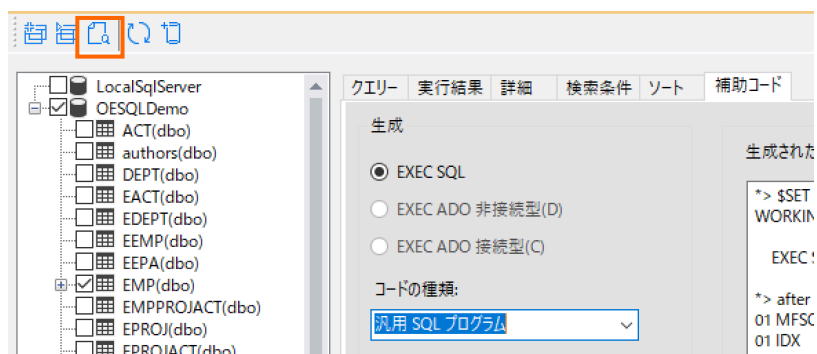 LocalSqlServer
OESQLDemo
ACT(dbo)
authors(dbo)
DEPT(dbo)
EACT(dbo)
EDEPT(dbo)
EEMP(dbo)
EEPA(dbo)
EMP(dbo)
EMPPROJACT(dbo)
EPROJ(dbo)
EPROJACT(dbo)
クエリー 実行結果 詳細 検索条件 ソート 補助コード
生成
EXEC SQL
EXEC ADO 非接続型(D)
EXEC ADO 接続型(C)
コードの種類:
汎用 SQL プログラム
生成された
*> $SET
WORKIN
EXEC S
*> after
01 MFSQ
01 IDX